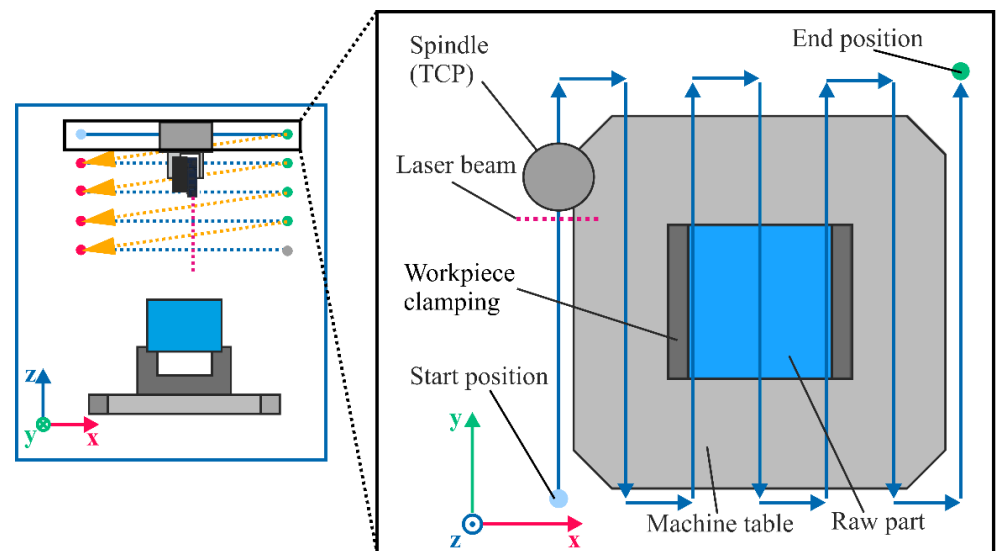 Spindle
(TCP)
End position
Laser beam
Workpiece
clamping
Start position
Machine table
Raw part
z
y
x
y
z
x